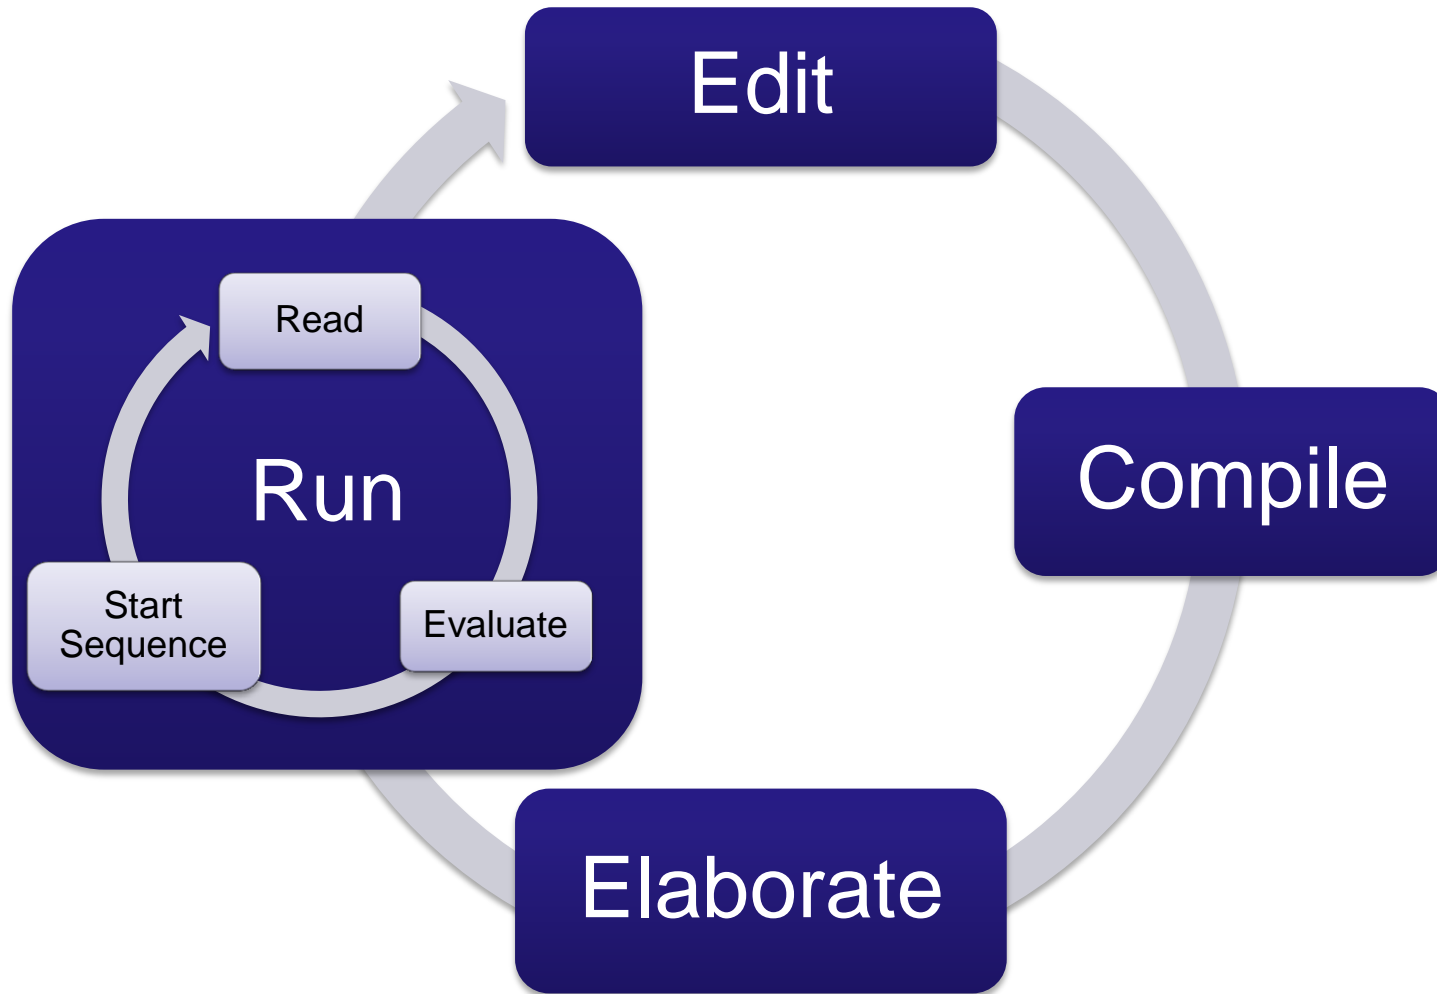 Edit
Read
Run
Compile
Start
Sequence
Evaluate
Elaborate